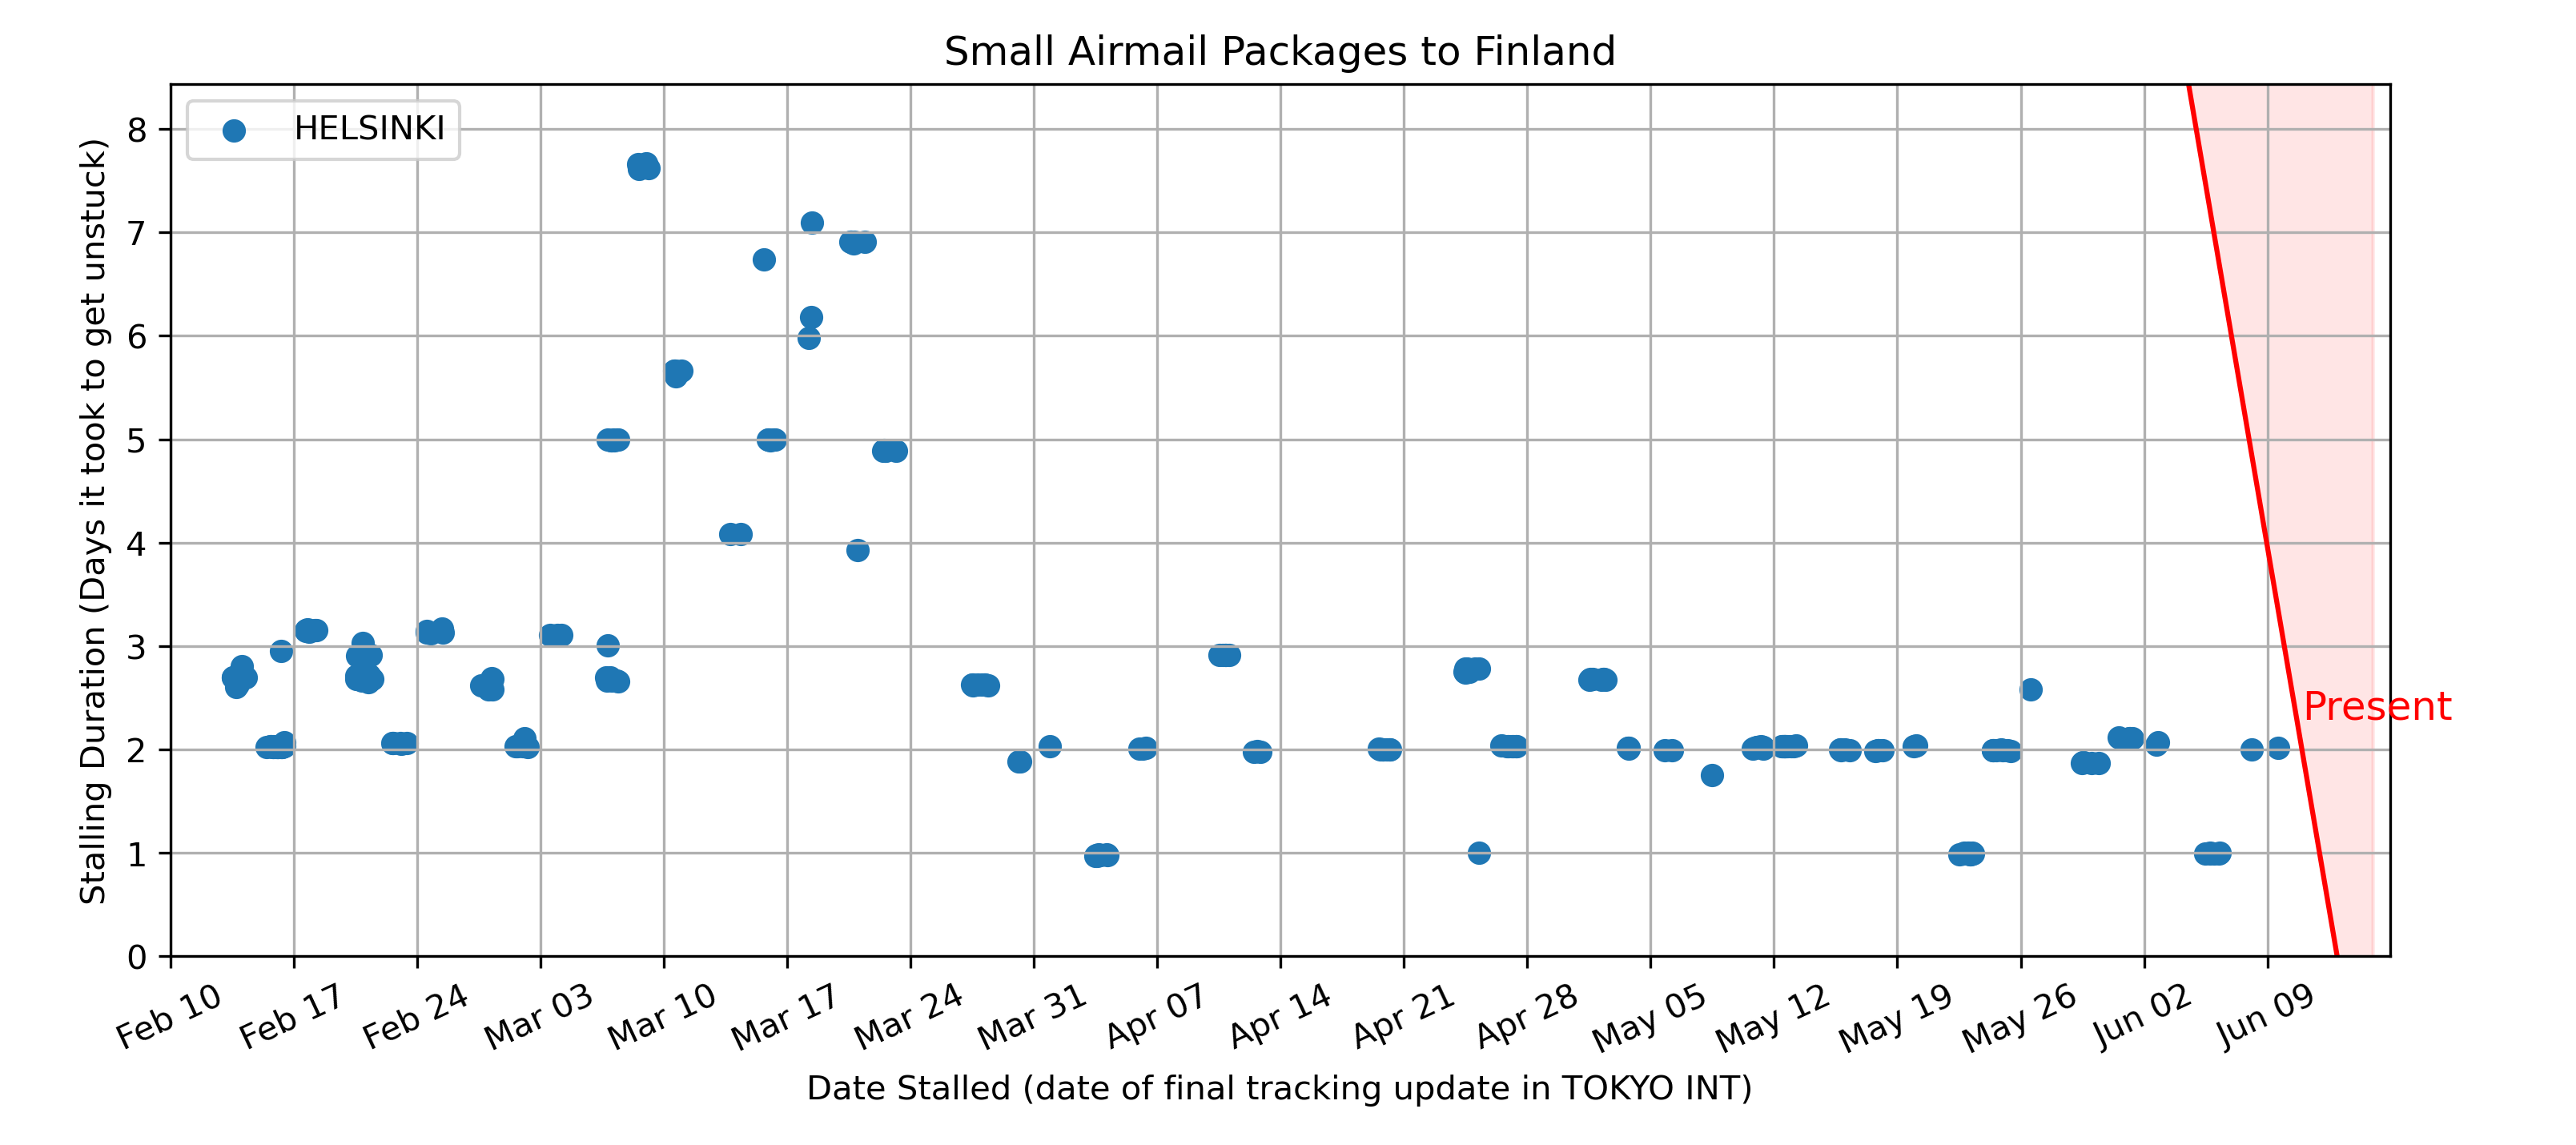 Small Airmail Packages to Finland
HELSINKI
Stalling Duration (Days it took to get unstuck)
8
7
6
5
4
3
2
1
0
Present
Feb 10
Feb 17
Feb 24
Mar 03
Mar 10
Mar 17
Mar 24
Mar 31
Apr 07
Apr 14
Apr 21
Apr 28
May 05
May 12
May 19
May 26
Jun 02
Jun 09
Date Stalled (date of final tracking update in TOKYO INT)